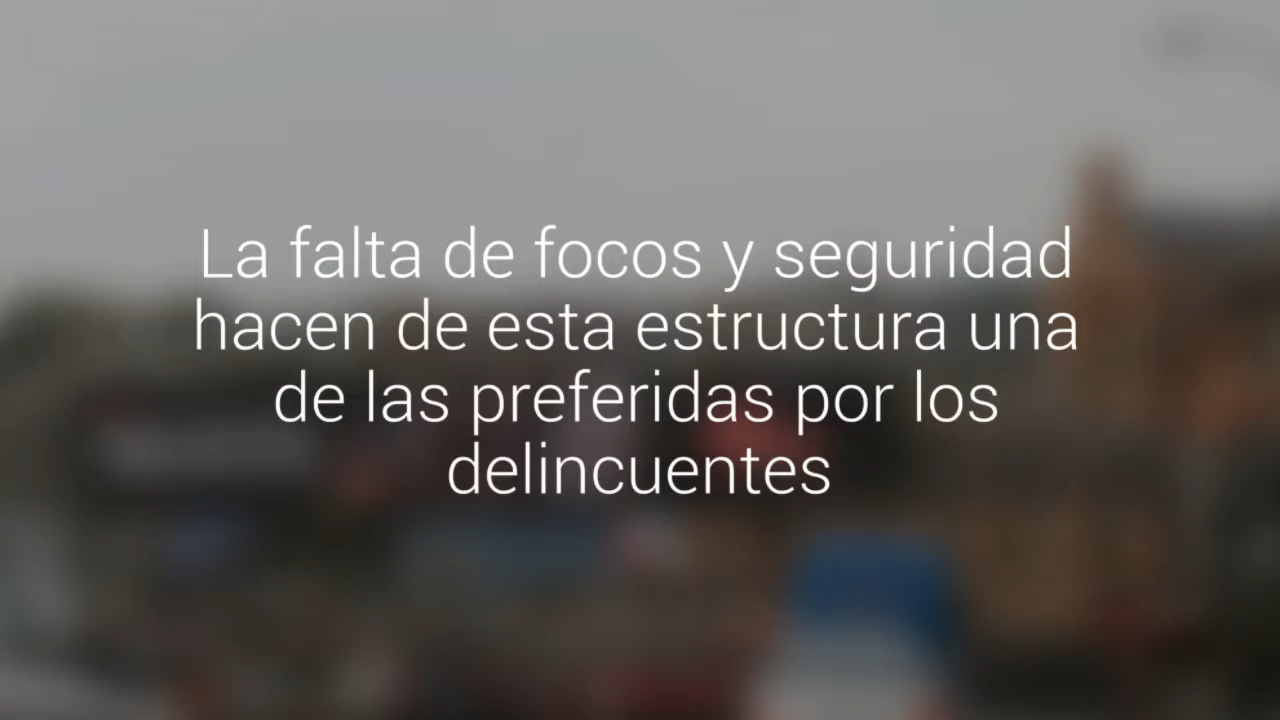 La falta de focos y seguridad
hacen de esta estructura una
de las preferidas por los
delincuentes